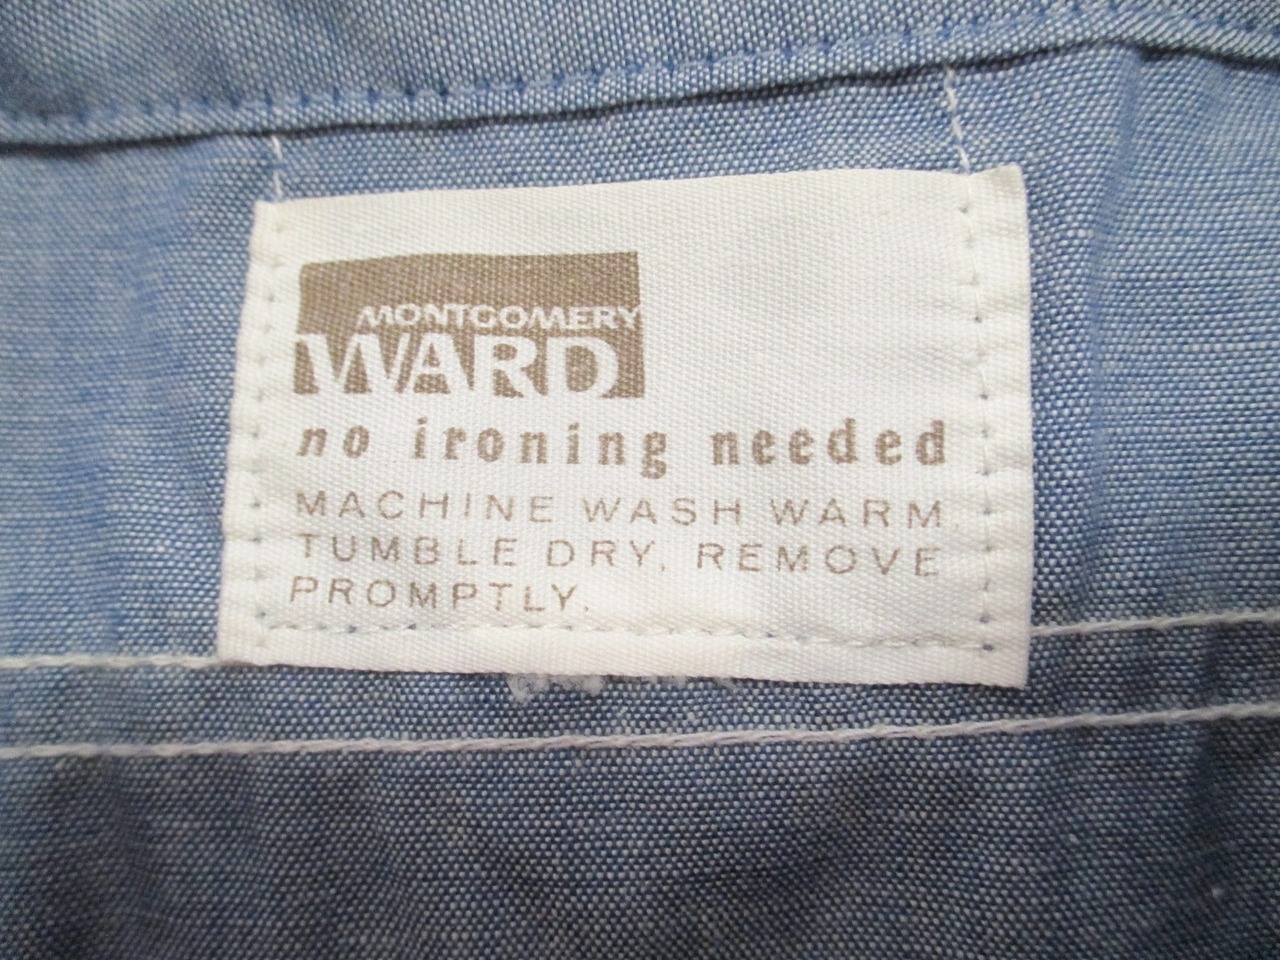 MONTGOMERY
WARD
no ironing needed
MACHINE WASH WARM
TUMBLE DRY. REMOVE
PROMPTLY.